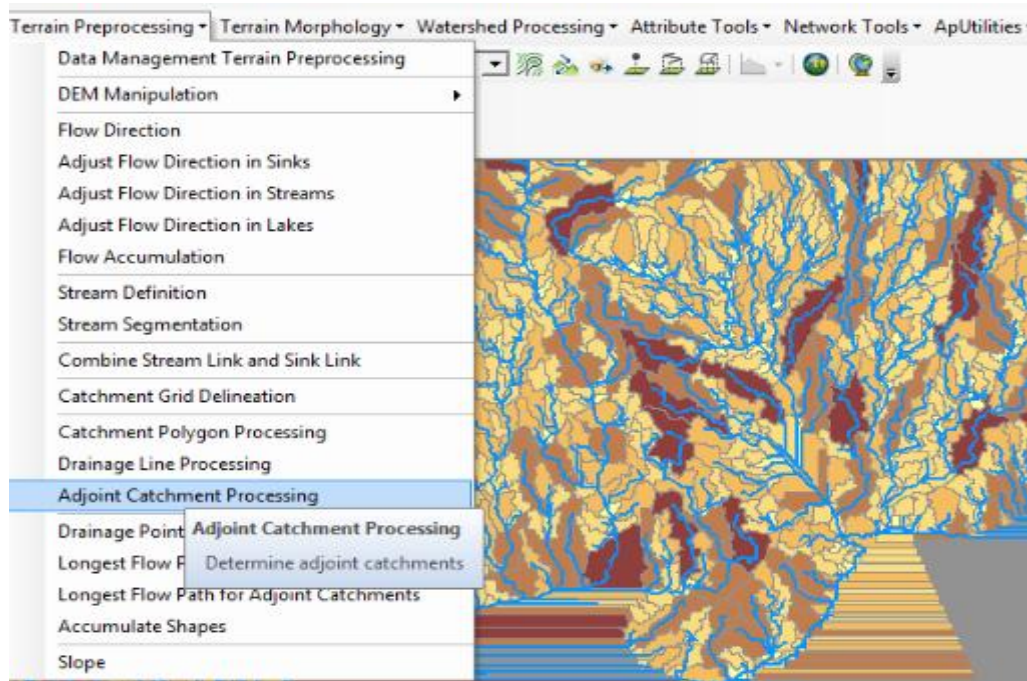 Terrain Preprocessing Terrain Morphology Watershed Processing Attribute Tools Network Tools ApUtilities
Data Management Terrain Preprocessing
DEM Manipulation
Flow Direction
Adjust Flow Direction in Sinks
Adjust Flow Direction in Streams
Adjust Flow Direction in Lakes
Flow Accumulation
Stream Definition
Stream Segmentation
Combine Stream Link and Sink Link
Catchment Grid Delineation
Catchment Polygon Processing
Drainage Line Processing
Adjoint Catchment Processing
Drainage Point
Adjoint Catchment Processing
Longest Flow
Determine adjoint catchments
Longest Flow Path for Adjoint Catchments
Accumulate Shapes
Slope